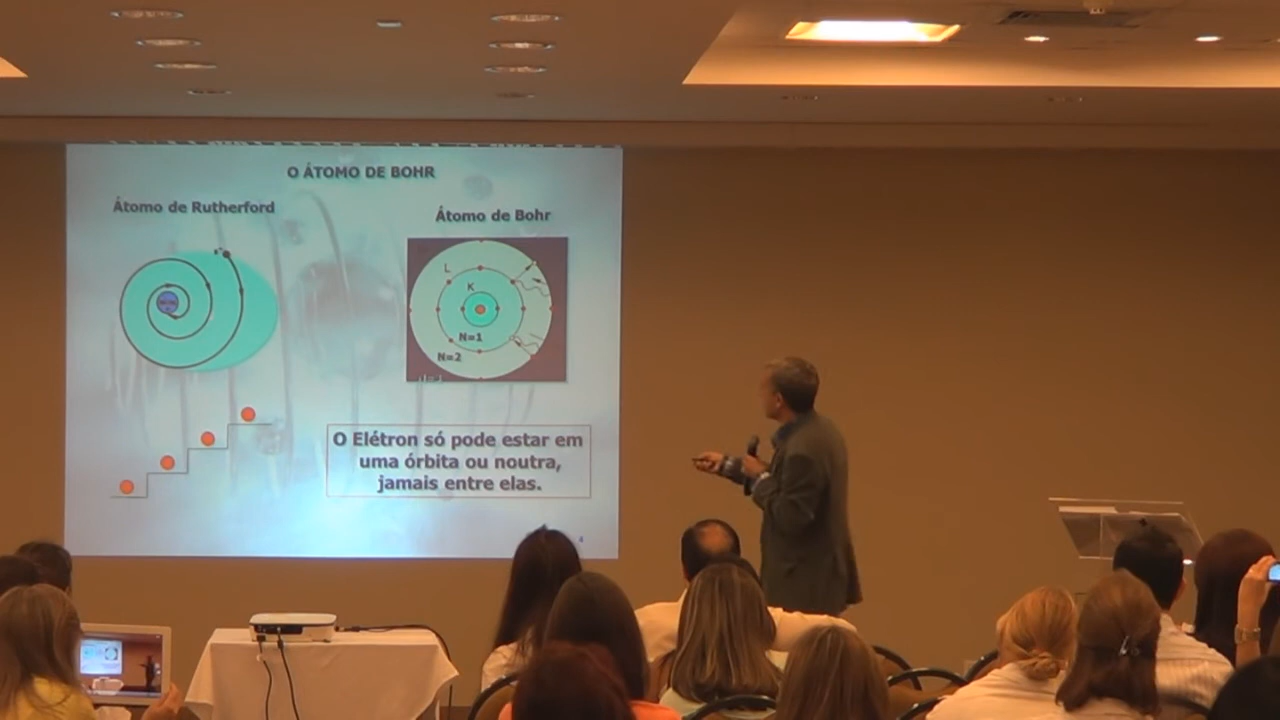 O ÁTOMO DE BOHR
Átomo de Rutherford
Átomo de Bohr
L
K
N=1
N=2
O Elétron só pode estar em
uma órbita ou noutra,
jamais entre elas.
4